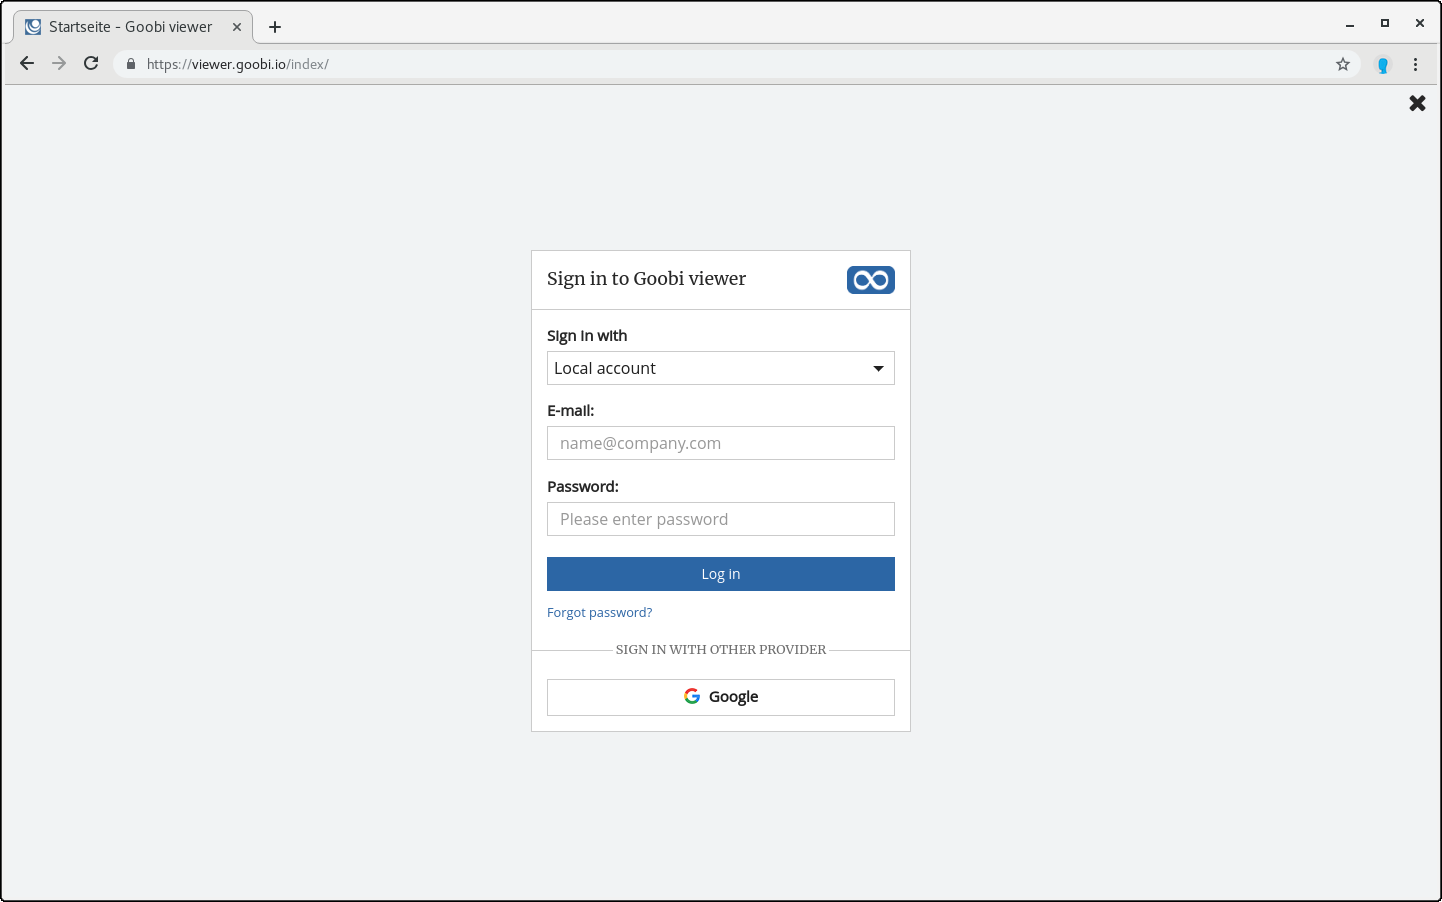 Startseite - Goobi viewer
https://viewer.goobi.io/index/
Sign in to Goobi viewer
Sign in with
Local account
E-mail:
name@company.com
Password:
Please enter password
Log in
Forgot password?
SIGN IN WITH OTHER PROVIDER
Google